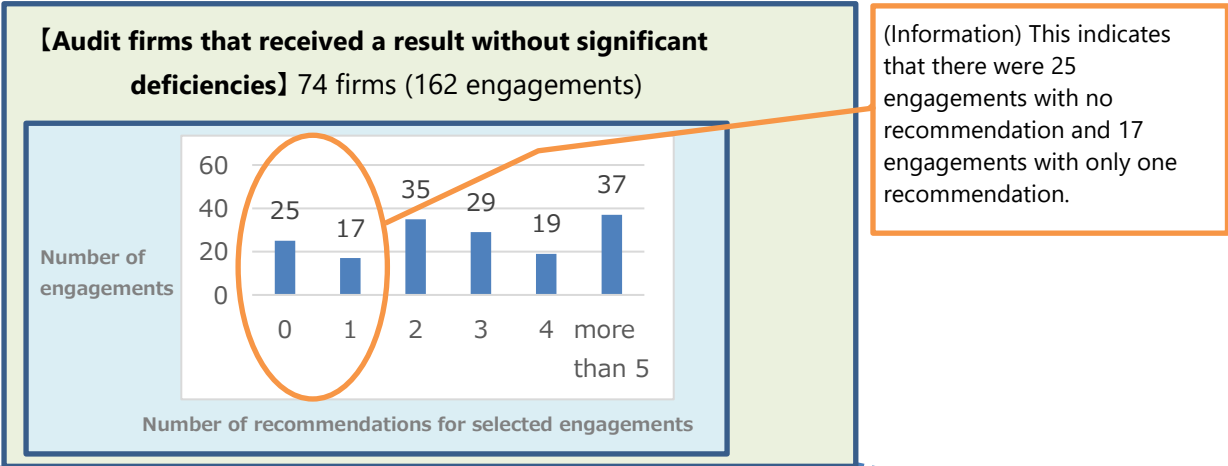 【Audit firms that received a result without significant
deficiencies】 74 firms (162 engagements)
(Information) This indicates
that there were 25
engagements with no
recommendation and 17
engagements with only one
recommendation.
Number of
engagements
60
40
20
0
25
17
35
29
19
37
0
1
2
3
4
more
than 5
Number of recommendations for selected engagements